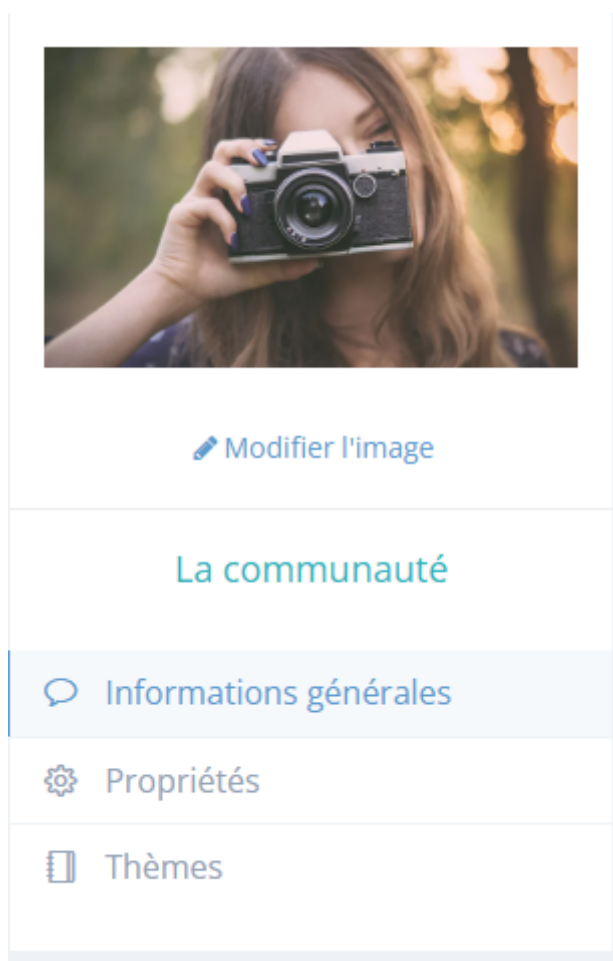 Modifier l'image
La communauté
Informations générales
Propriétés
Thèmes